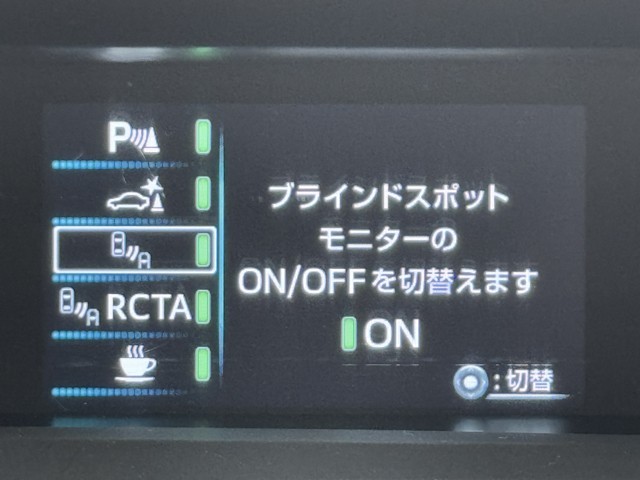 P
RCTA
ブラインドスポット
モニターの
ON/OFFを切替えます
ON
:切替